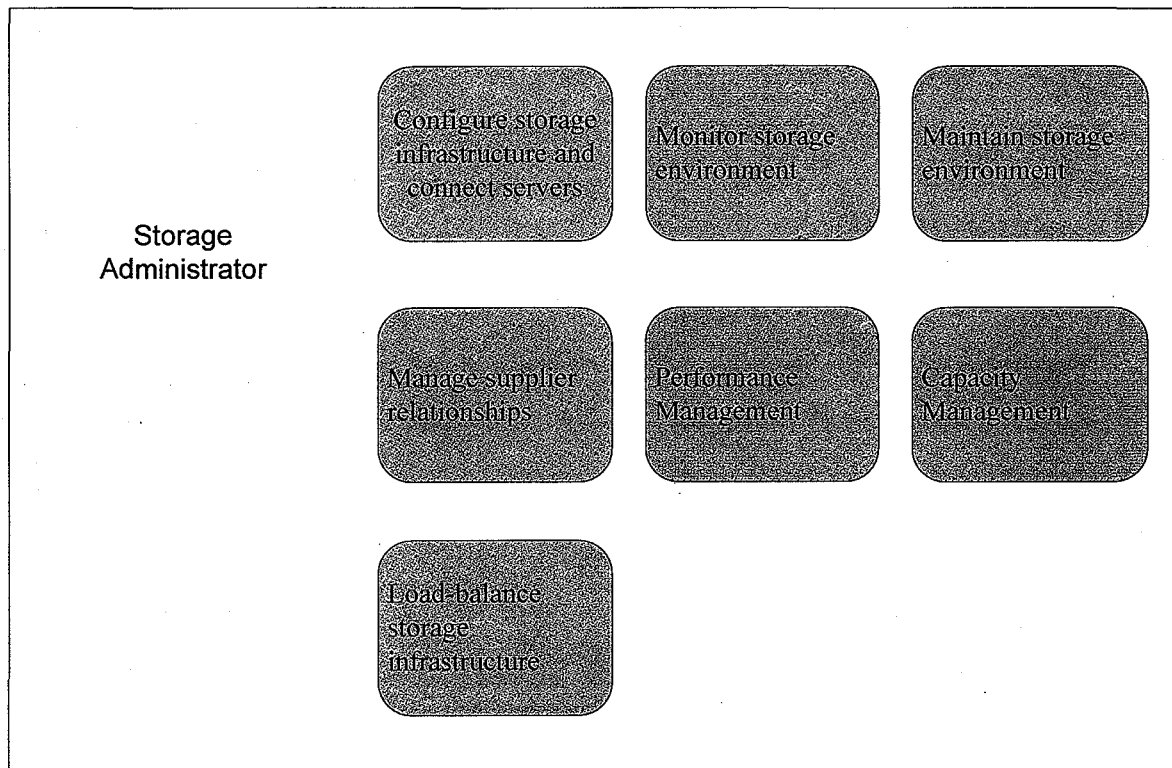 Storage
Administrator
Configure storage
infrastructure and
connect servers
Monitor storage
environment
Maintain storage
environment
Manage supplier
relationships
Performance
Management
Capacity
Management
Load-balance
storage
infrastructure